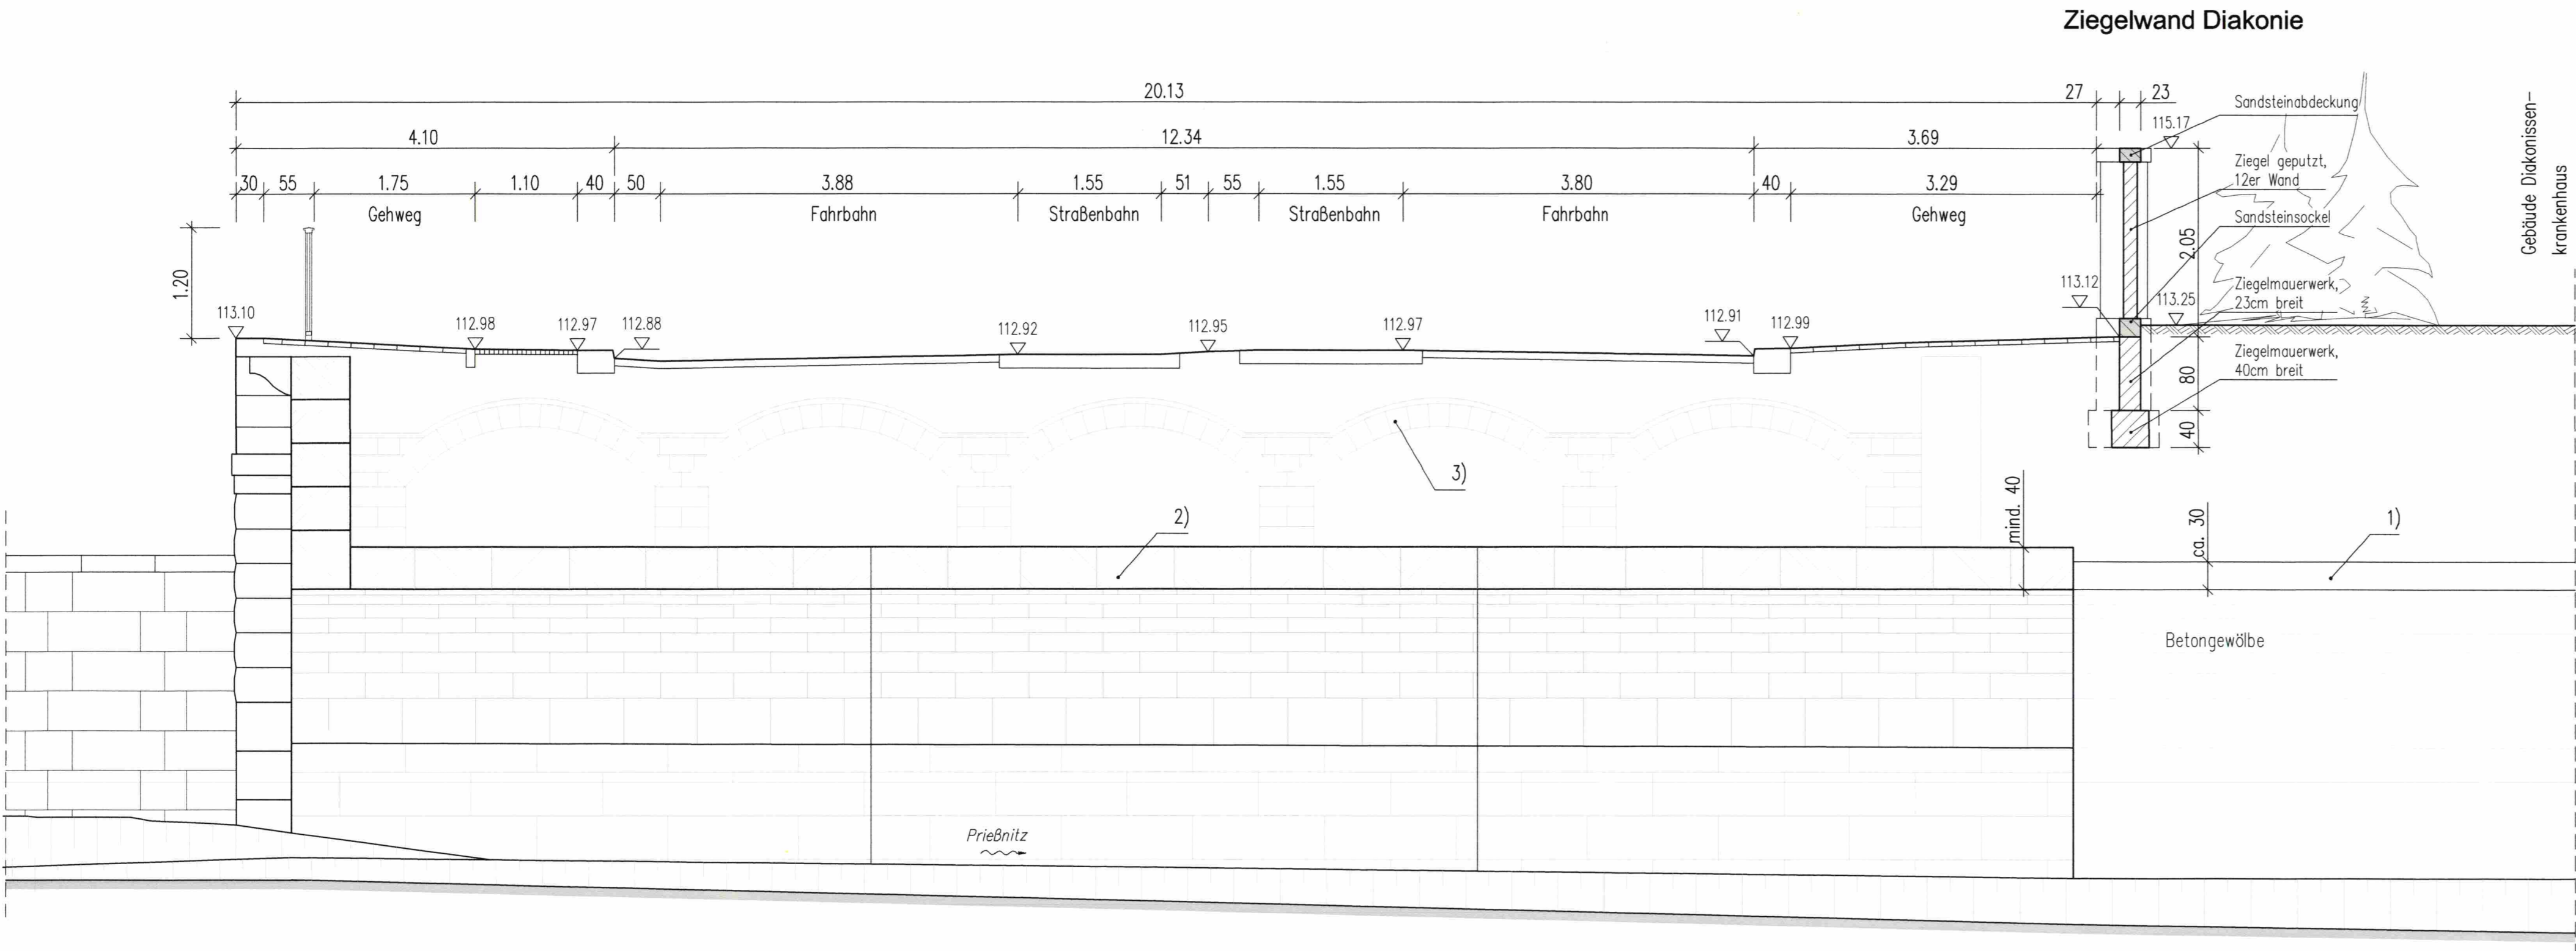 Ziegelwand Diakonie
20.13
27
23
4.10
12.34
3.69
30
55
1.75
1.10
40
50
3.88
1.55
51
55
1.55
3.80
40
3.29
Gehweg
Fahrbahn
Straßenbahn
Straßenbahn
Fahrbahn
Gehweg
Sandsteinabdeckung
115.17
Ziegel geputzt,
12er Wand
Sandsteinsockel
2.05
Ziegelmauerwerk,
23cm breit
Ziegelmauerwerk,
40cm breit
80
40
Gebäude Diakonissen-
krankenhaus
1.20
113.10
112.98
112.97
112.88
112.92
112.95
112.97
112.91
112.99
113.12
113.25
3)
2)
1)
mind. 40
ca. 30
Betongewölbe
Prießnitz